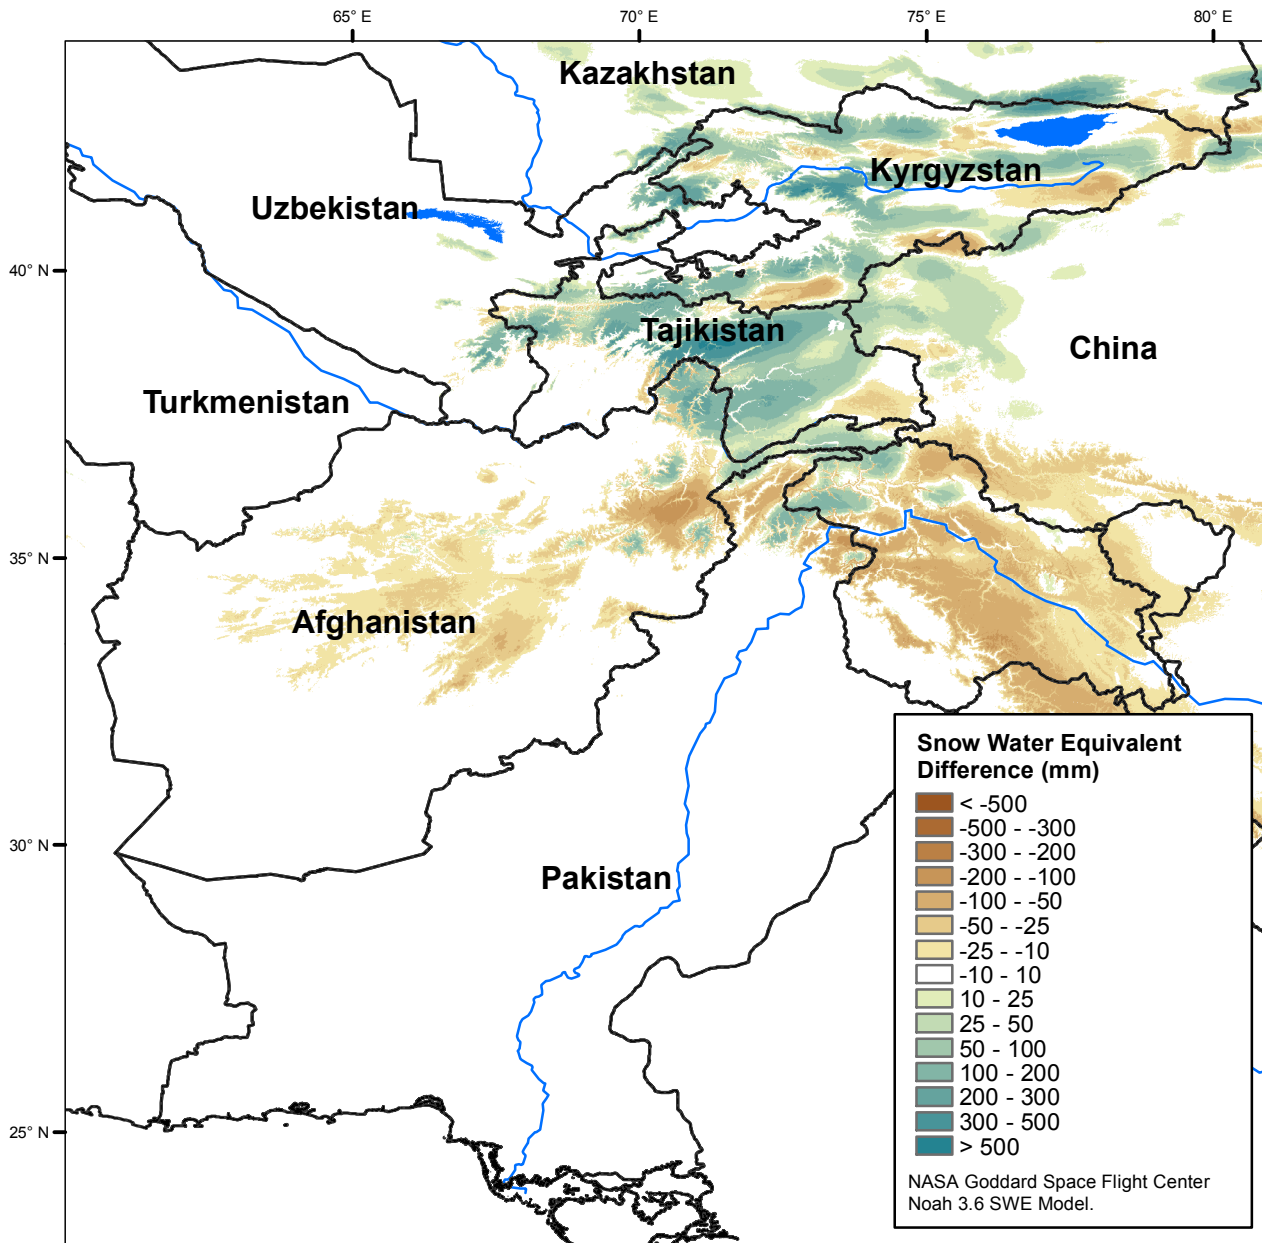 65° E
70° E
75° E
80° E
Kazakhstan
Kyrgyzstan
Uzbekistan
40° N
Tajikistan
China
Turkmenistan
35° N
Afghanistan
30° N
Pakistan
25° N
Snow Water Equivalent
Difference (mm)
< -500
-500 - -300
-300 - -200
-200 - -100
-100 - -50
-50 - -25
-25 - -10
-10 - 10
10 - 25
25 - 50
50 - 100
100 - 200
200 - 300
300 - 500
> 500
NASA Goddard Space Flight Center
Noah 3.6 SWE Model.